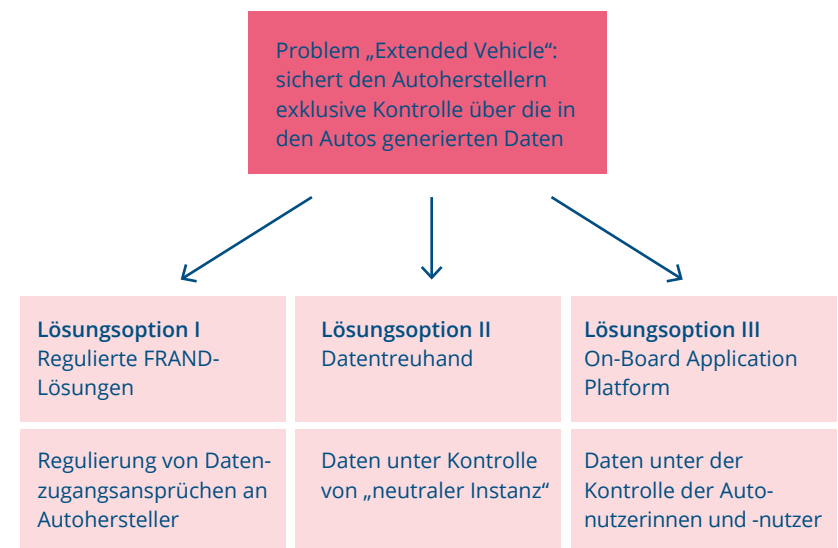 Problem „Extended Vehicle“:
sichert den Autoherstellern
exklusive Kontrolle über die in
den Autos generierten Daten
Lösungsoption I
Regulierte FRAND-
Lösungen
Regulierung von Daten-
zugangsansprüchen an
Autohersteller
Lösungsoption II
Datentreuhand
Daten unter Kontrolle
von „neutraler Instanz“
Lösungsoption III
On-Board Application
Platform
Daten unter der
Kontrolle der Auto-
nutzerinnen und -nutzer